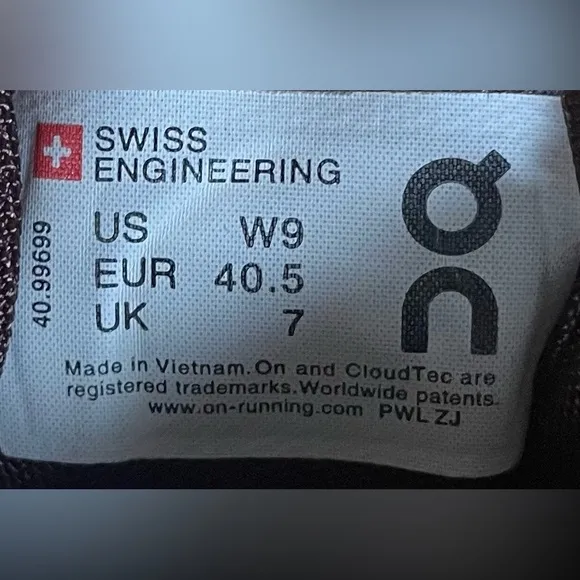 SWISS
ENGINEERING
US W9
EUR 40.5
UK 7
40.99699
Made in Vietnam. On and CloudTec are
registered trademarks. Worldwide patents.
www.on-running.com PWL ZJ